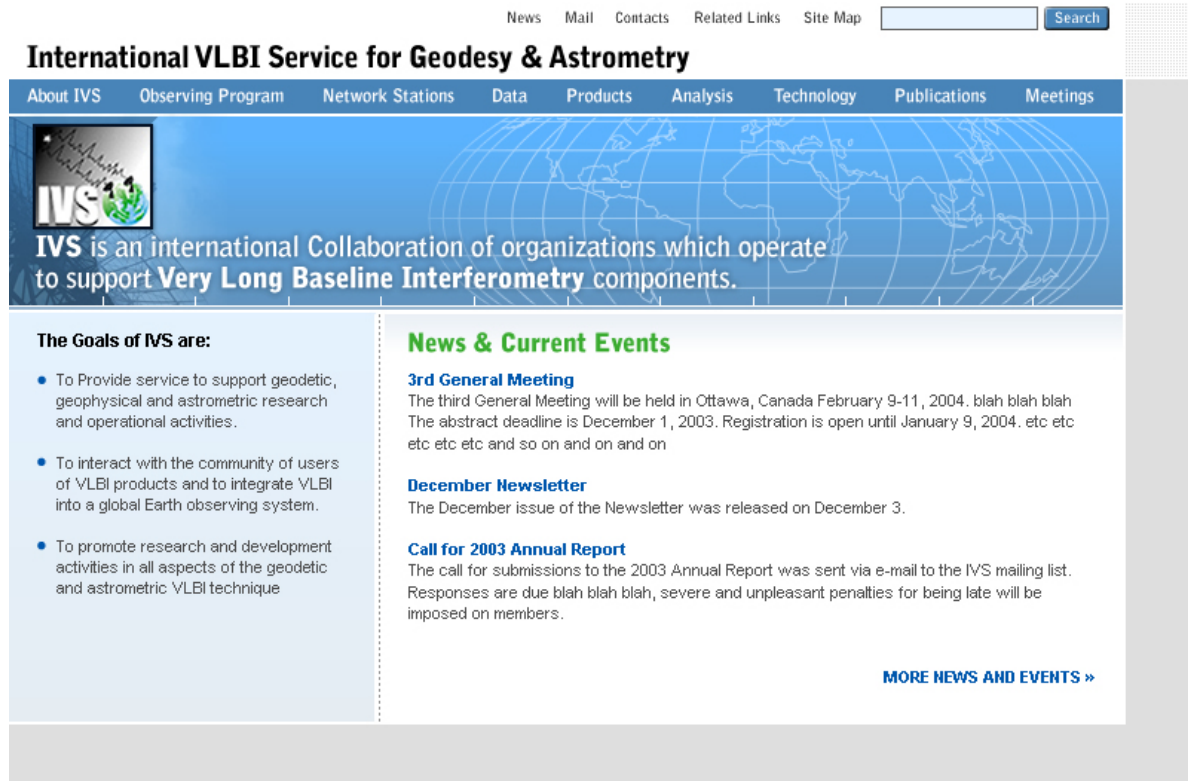 News Mail Contacts Related Links Site Map Search
International VLBI Service for Geodesy & Astrometry
About IVS Observing Program Network Stations Data Products Analysis Technology Publications Meetings
IVS
IVS is an international Collaboration of organizations which operate
to support Very Long Baseline Interferometry components.
The Goals of IVS are:
To Provide service to support geodetic,
geophysical and astrometric research
and operational activities.
To interact with the community of users
of VLBI products and to integrate VLBI
into a global Earth observing system.
To promote research and development
activities in all aspects of the geodetic
and astrometric VLBI technique
News & Current Events
3rd General Meeting
The third General Meeting will be held in Ottawa, Canada February 9-11, 2004. blah blah blah
The abstract deadline is December 1, 2003. Registration is open until January 9, 2004. etc etc
etc etc etc and so on and on and on
December Newsletter
The December issue of the Newsletter was released on December 3.
Call for 2003 Annual Report
The call for submissions to the 2003 Annual Report was sent via e-mail to the IVS mailing list.
Responses are due blah blah blah, severe and unpleasant penalties for being late will be
imposed on members.
MORE NEWS AND EVENTS »